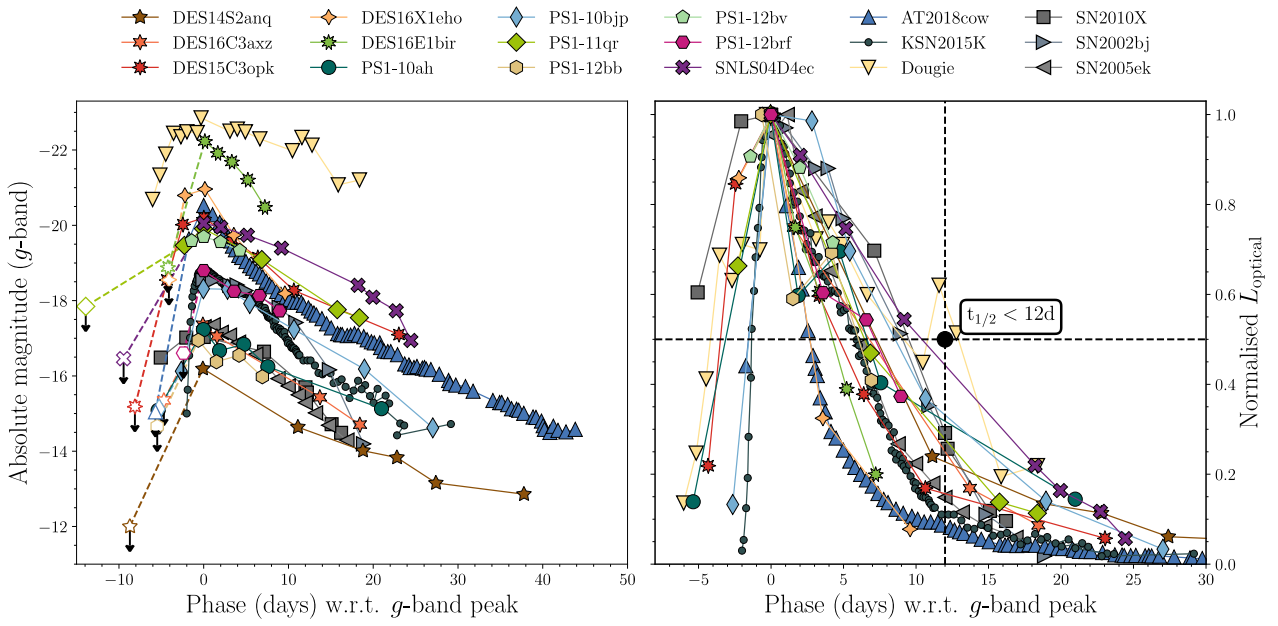 DES14S2anq DES16X1eho PS1-10bjp PS1-12bv AT2018cow SN2010X
DES16C3axz DES16E1bir PS1-11qr PS1-12brf KSN2015K SN2002bj
DES15C3opk PS1-10ah PS1-12bb SNLS04D4ec Dougie SN2005ek
Absolute magnitude (g-band)
−22
−20
−18
−16
−14
−12
−10 0 10 20 30 40 50
Phase (days) w.r.t. g-band peak
t1/2 < 12d
1.0
0.8
0.6
0.4
0.2
0.0
Normalised Loptical
−5 0 5 10 15 20 25 30
Phase (days) w.r.t. g-band peak